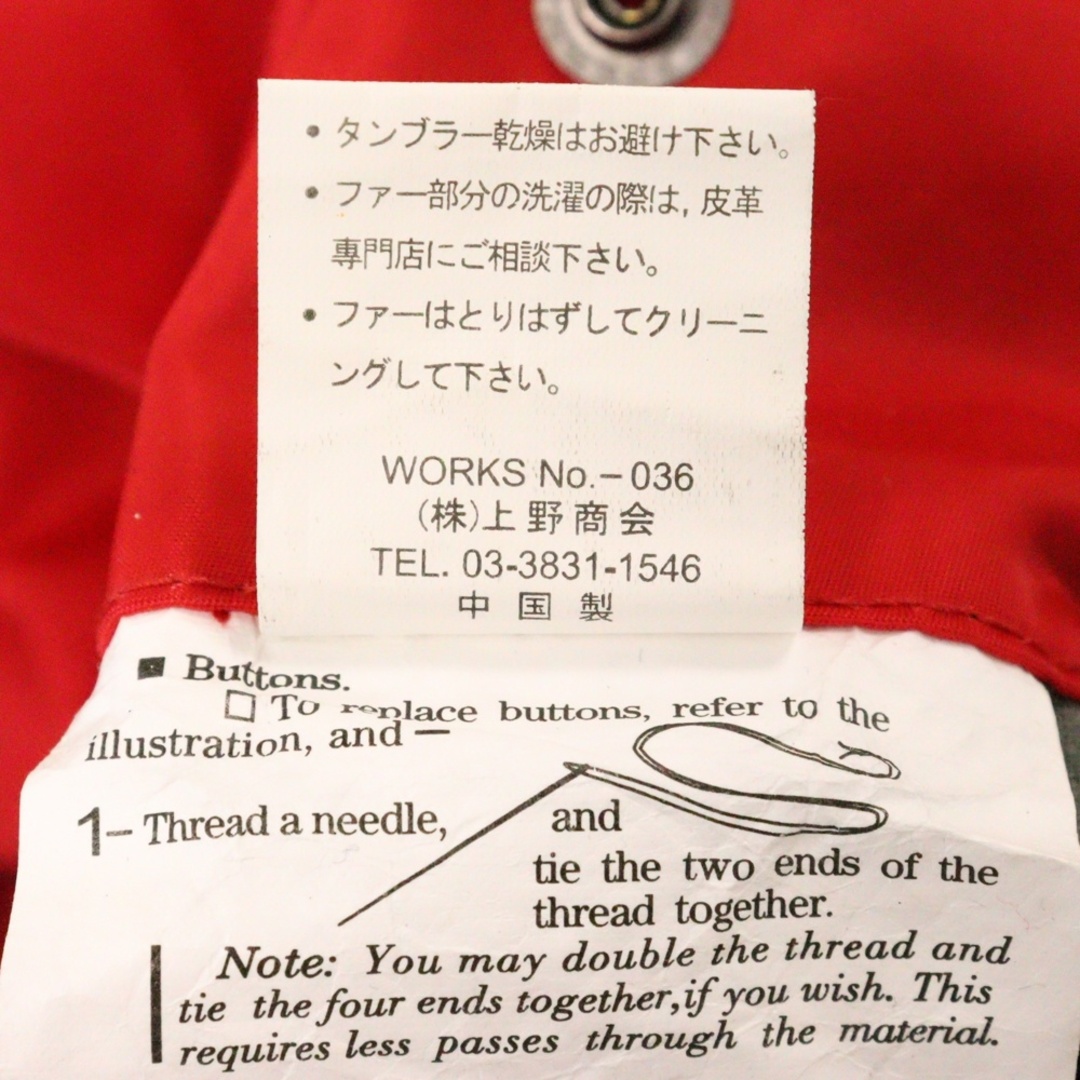 • タンブラー乾燥はお避け下さい。
• ファー部分の洗濯の際は, 皮革
専門店にご相談下さい。
• ファーはとりはずしてクリーニ
ングして下さい。
WORKS No.−036
(株)上野商会
TEL. 03-3831-1546
中国製
■ Buttons.
□ To replace buttons, refer to the
illustration, and —
1– Thread a needle, and
tie the two ends of the
thread together.
Note: You may double the thread and
tie the four ends together,if you wish. This
requires less passes through the material.